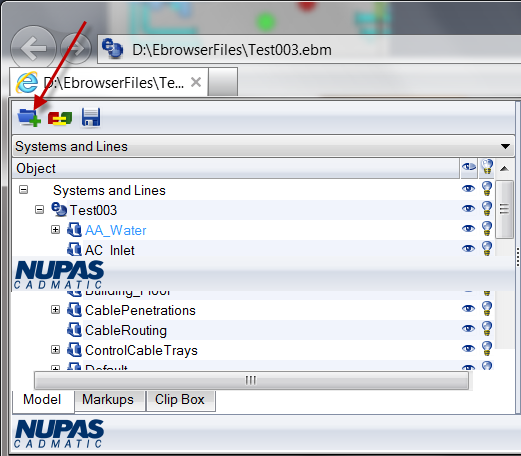 D:\EbrowserFiles\Test003.ebm
D:\EbrowserFiles\Te...
Systems and Lines
Object
Systems and Lines
Test003
AA_Water
AC_Inlet
NUPAS
CADMATIC
Building_Floor
CablePenetrations
CableRouting
ControlCableTrays
Default
Model Markups Clip Box
NUPAS
CADMATIC